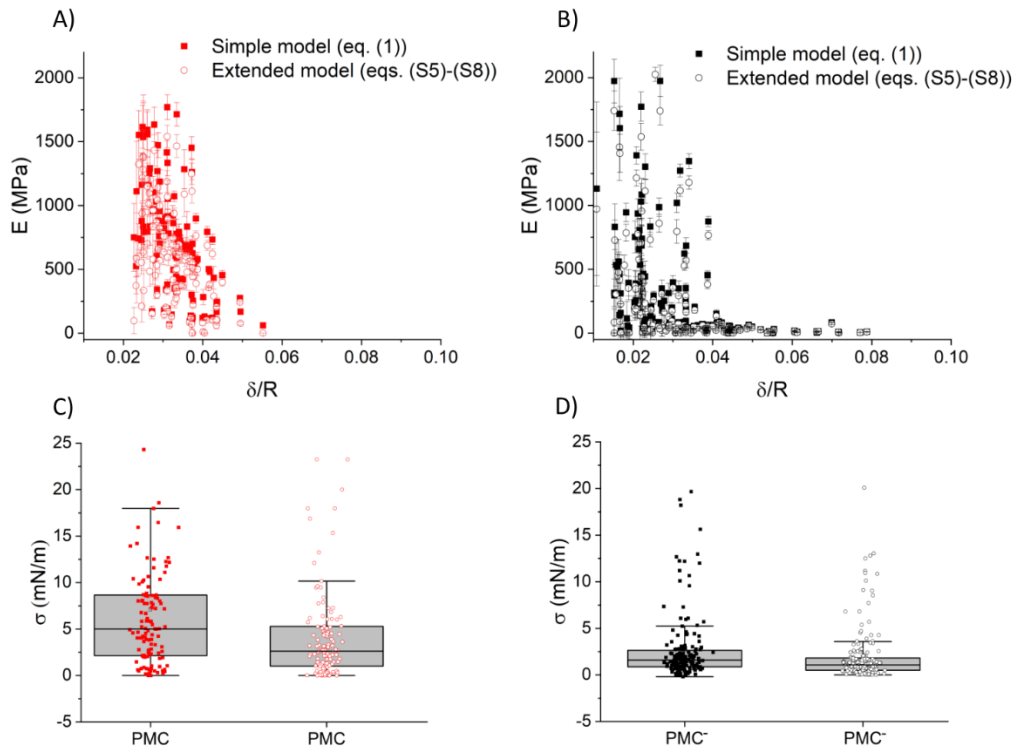 A)
Simple model (eq. (1))
Extended model (eqs. (S5)-(S8))
2000
1500
1000
500
0
E (MPa)
0.02 0.04 0.06 0.08 0.10
δ/R
B)
Simple model (eq. (1))
Extended model (eqs. (S5)-(S8))
2000
1500
1000
500
0
E (MPa)
0.02 0.04 0.06 0.08 0.10
δ/R
C)
25
20
15
10
5
0
-5
σ (mN/m)
PMC PMC
D)
25
20
15
10
5
0
-5
σ (mN/m)
PMC⁻ PMC⁻